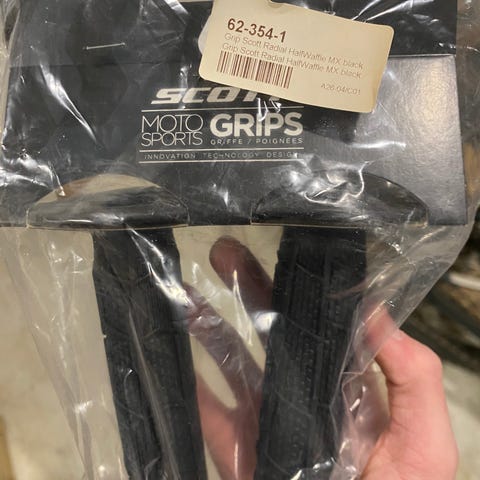 62-354-1
Grip Scott Radial HalfWaffle MX black
Grip Scott Radial HalfWaffle MX black
A26-04/C01
SCOTT
MOTO SPORTS GRIPS
GRIFFE / POIGNÉES
INNOVATION TECHNOLOGY DESIGN